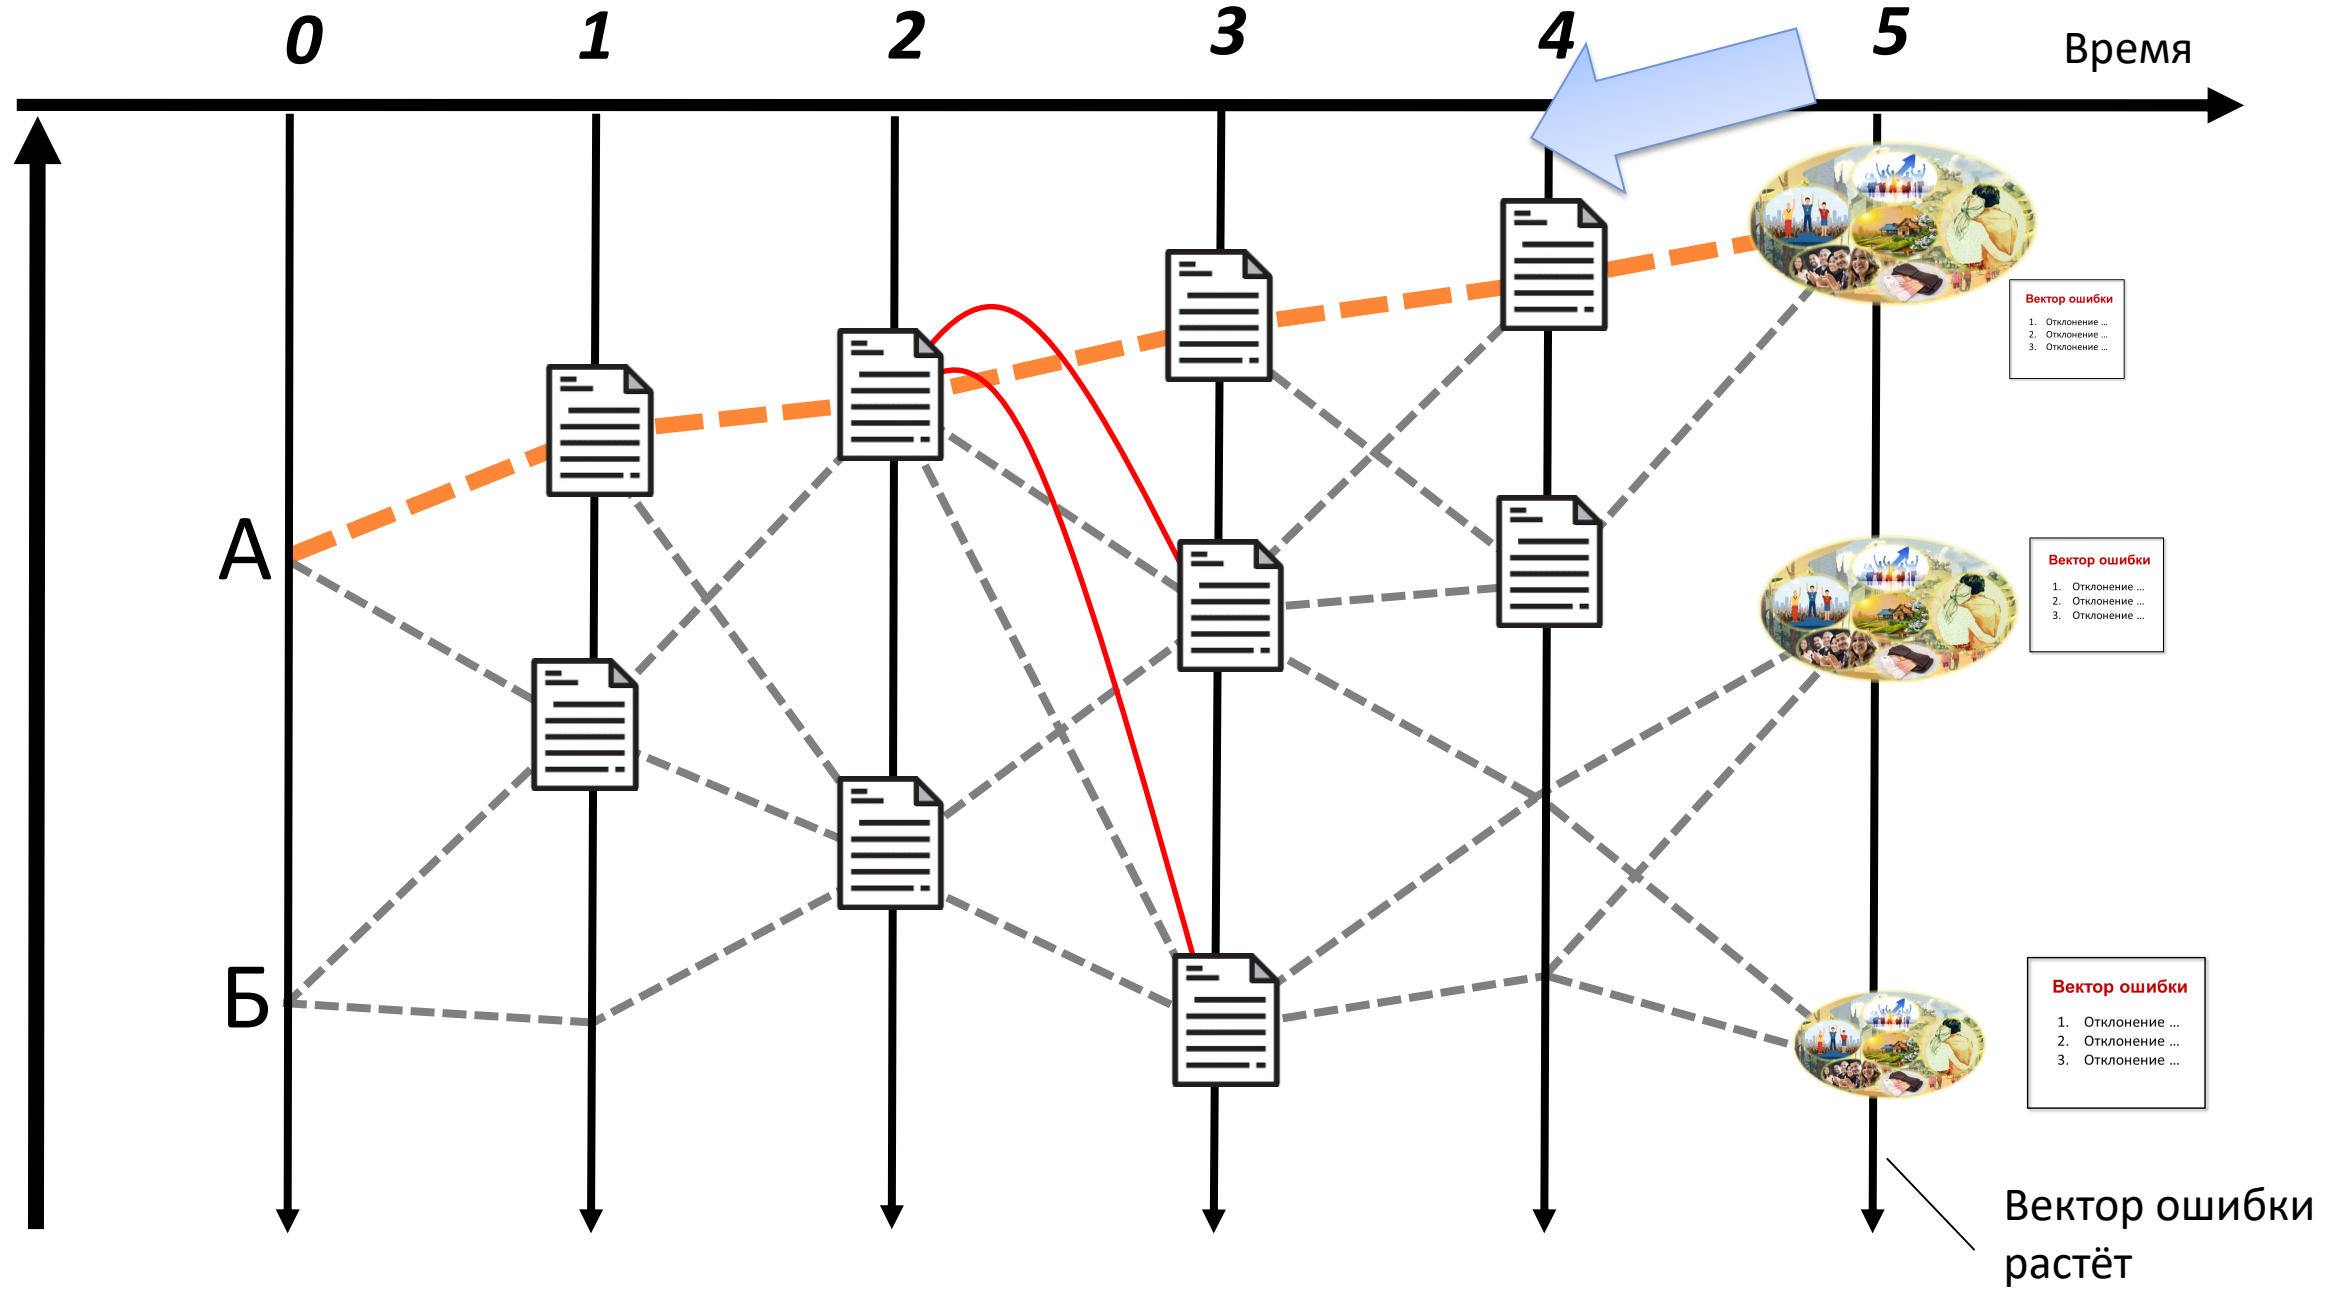 0 1 2 3 4 5 Время
Вектор ошибки
1. Отклонение ...
2. Отклонение ...
3. Отклонение ...
А
Вектор ошибки
1. Отклонение ...
2. Отклонение ...
3. Отклонение ...
Б
Вектор ошибки
1. Отклонение ...
2. Отклонение ...
3. Отклонение ...
Вектор ошибки
растёт